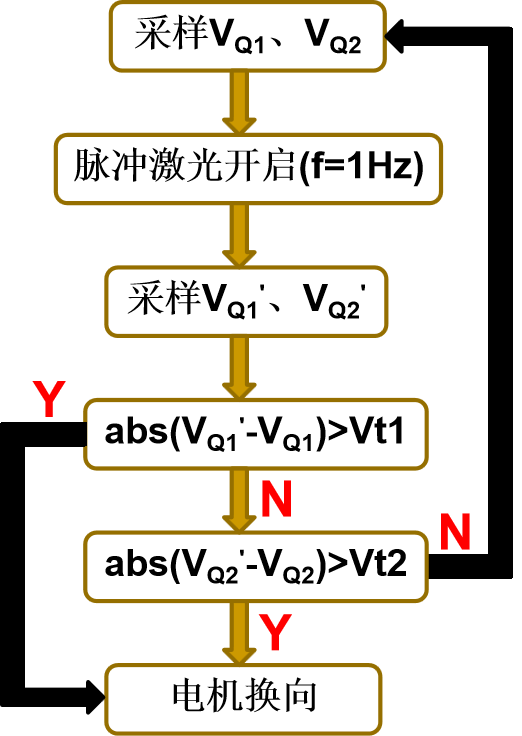 采样VQ1、VQ2
脉冲激光开启(f=1Hz)
采样VQ1'、VQ2'
Y
abs(VQ1'-VQ1)>Vt1
N
N
abs(VQ2'-VQ2)>Vt2
Y
电机换向